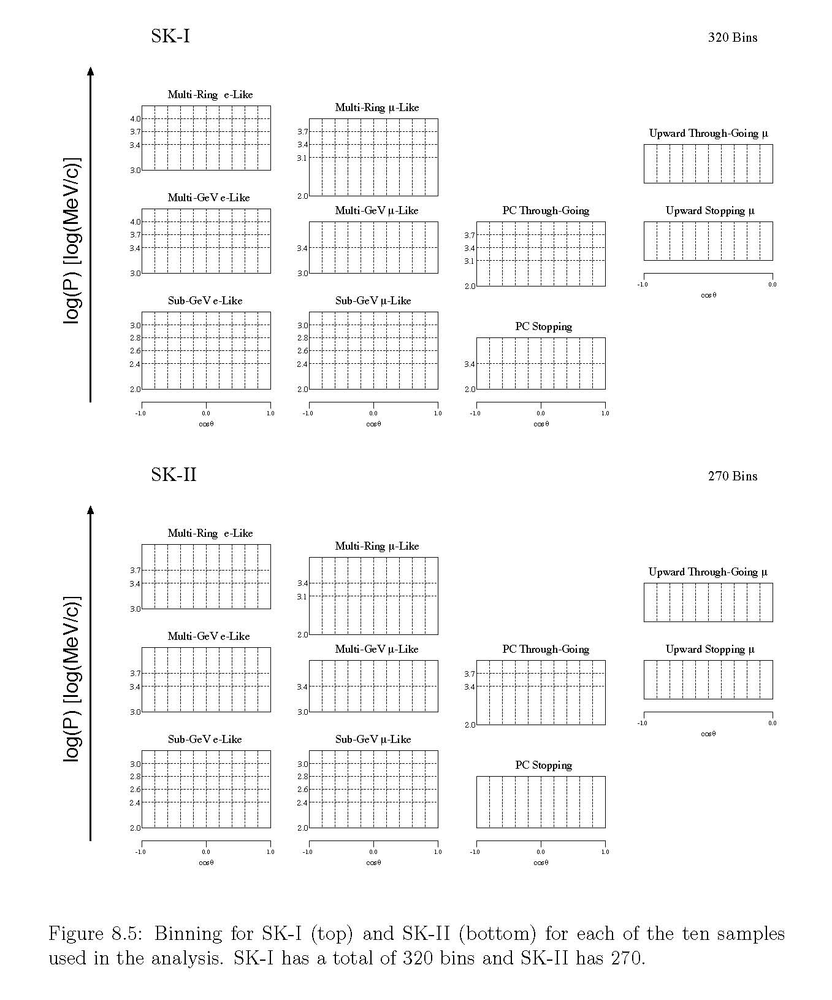 SK-I
320 Bins
log(P) [log(MeV/c)]
Multi-Ring e-Like
4.0
3.7
3.4
3.0
Multi-GeV e-Like
4.0
3.7
3.4
3.0
Sub-GeV e-Like
3.0
2.8
2.6
2.4
2.0
-1.0 0.0 1.0
cosθ
Multi-Ring μ-Like
3.7
3.4
3.1
2.0
Multi-GeV μ-Like
3.4
3.0
Sub-GeV μ-Like
3.0
2.8
2.6
2.4
2.0
-1.0 0.0 1.0
cosθ
PC Through-Going
3.7
3.4
3.1
2.0
PC Stopping
3.4
2.0
-1.0 0.0 1.0
cosθ
Upward Through-Going μ
Upward Stopping μ
-1.0 0.0
cosθ
SK-II
270 Bins
log(P) [log(MeV/c)]
Multi-Ring e-Like
3.7
3.4
3.0
Multi-GeV e-Like
3.7
3.4
3.0
Sub-GeV e-Like
3.0
2.8
2.6
2.4
2.0
-1.0 0.0 1.0
cosθ
Multi-Ring μ-Like
3.4
3.1
2.0
Multi-GeV μ-Like
3.4
3.0
Sub-GeV μ-Like
3.0
2.8
2.6
2.4
2.0
-1.0 0.0 1.0
cosθ
PC Through-Going
3.7
3.4
2.0
PC Stopping
-1.0 0.0 1.0
cosθ
Upward Through-Going μ
Upward Stopping μ
-1.0 0.0
cosθ
Figure 8.5: Binning for SK-I (top) and SK-II (bottom) for each of the ten samples
used in the analysis. SK-I has a total of 320 bins and SK-II has 270.